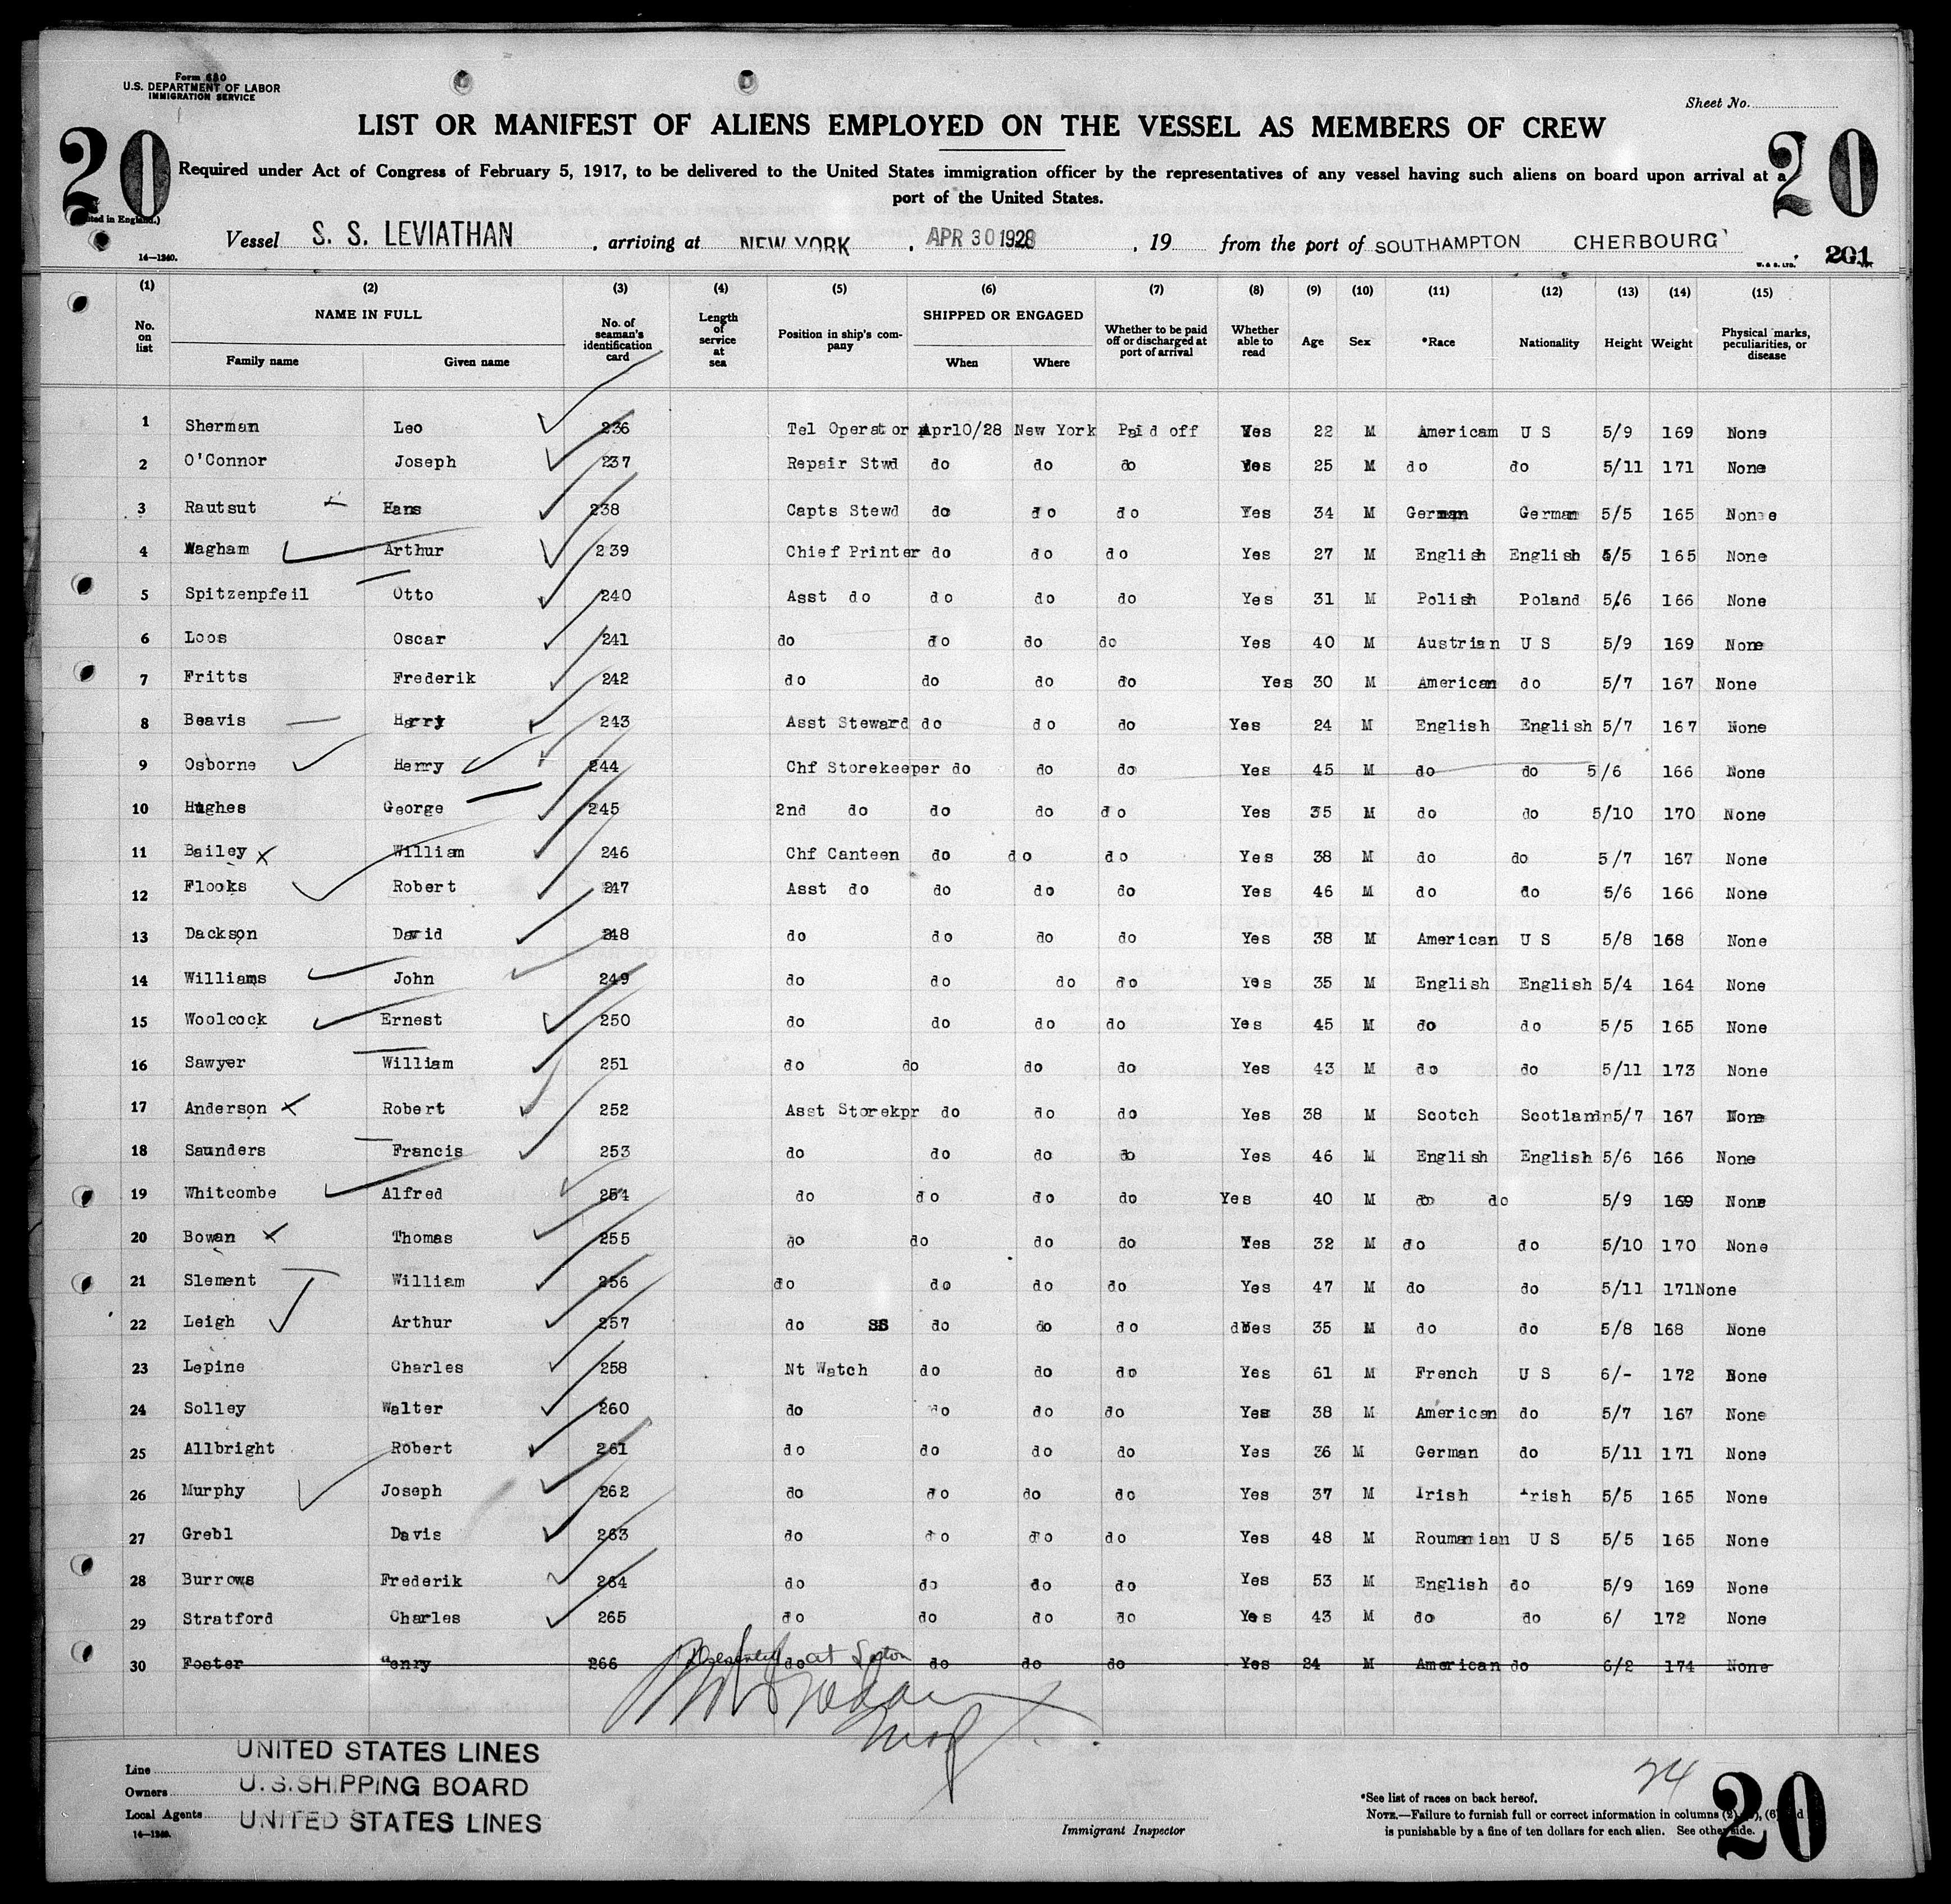 Form 680
U.S. DEPARTMENT OF LABOR
IMMIGRATION SERVICE
Sheet No.
20
20
LIST OR MANIFEST OF ALIENS EMPLOYED ON THE VESSEL AS MEMBERS OF CREW
Required under Act of Congress of February 5, 1917, to be delivered to the United States immigration officer by the representatives of any vessel having such aliens on board upon arrival at a
port of the United States.
Vessel S. S. LEVIATHAN , arriving at NEW YORK , APR 30 1928 , 19 from the port of SOUTHAMPTON CHERBOURG
14—1240. W. & S. LTD. 201
(1) (2) (3) (4) (5) (6) (7) (8) (9) (10) (11) (12) (13) (14) (15)
No. on list NAME IN FULL Family name Given name No. of seaman's identification card Length of service at sea Position in ship's company SHIPPED OR ENGAGED When Where Whether to be paid off or discharged at port of arrival Whether able to read Age Sex *Race Nationality Height Weight Physical marks, peculiarities, or disease
1 Sherman Leo 236 Tel Operator Apr10/28 New York Paid off Yes 22 M American U S 5/9 169 None
2 O'Connor Joseph 237 Repair Stwd do do do Yes 25 M do do 5/11 171 None
3 Rautsut Hans 238 Capts Stewd do do do Yes 34 M German German 5/5 165 None
4 Wagham Arthur 239 Chief Printer do do do Yes 27 M English English 5/5 165 None
5 Spitzenpfeil Otto 240 Asst do do do do Yes 31 M Polish Poland 5/6 166 None
6 Loos Oscar 241 do do do do Yes 40 M Austrian U S 5/9 169 None
7 Fritts Frederik 242 do do do do Yes 30 M American do 5/7 167 None
8 Beavis Harry 243 Asst Steward do do do Yes 24 M English English 5/7 167 None
9 Osborne Henry 244 Chf Storekeeper do do do Yes 45 M do do 5/6 166 None
10 Hughes George 245 2nd do do do do Yes 35 M do do 5/10 170 None
11 Bailey William 246 Chf Canteen do do do Yes 38 M do do 5/7 167 None
12 Flooks Robert 247 Asst do do do do Yes 46 M do do 5/6 166 None
13 Dackson David 248 do do do do Yes 38 M American U S 5/8 168 None
14 Williams John 249 do do do do Yes 35 M English English 5/4 164 None
15 Woolcock Ernest 250 do do do do Yes 45 M do do 5/5 165 None
16 Sawyer William 251 do do do do Yes 43 M do do 5/11 173 None
17 Anderson Robert 252 Asst Storekpr do do do Yes 38 M Scotch Scotland 5/7 167 None
18 Saunders Francis 253 do do do do Yes 46 M English English 5/6 166 None
19 Whitcombe Alfred 254 do do do do Yes 40 M do do 5/9 169 None
20 Bowan Thomas 255 do do do do Yes 32 M do do 5/10 170 None
21 Slement William 256 do do do do Yes 47 M do do 5/11 171 None
22 Leigh Arthur 257 do SS do do do Yes 35 M do do 5/8 168 None
23 Lepine Charles 258 Nt Watch do do do Yes 61 M French U S 6/- 172 None
24 Solley Walter 260 do do do do Yes 38 M American do 5/7 167 None
25 Allbright Robert 261 do do do do Yes 36 M German do 5/11 171 None
26 Murphy Joseph 262 do do do do Yes 37 M Irish Irish 5/5 165 None
27 Grebl Davis 263 do do do do Yes 48 M Roumanian U S 5/5 165 None
28 Burrows Frederik 264 do do do do Yes 53 M English do 5/9 169 None
29 Stratford Charles 265 do do do do Yes 43 M do do 6/ 172 None
30 Foster Henry 266 Deserted do at do do do Yes 24 M American do 6/2 174 None
Line UNITED STATES LINES
Owners U.S. SHIPPING BOARD
Local Agents UNITED STATES LINES
14—1240.
Immigrant Inspector
24
*See list of races on back hereof.
NOTE.—Failure to furnish full or correct information in columns (2), (6)
is punishable by a fine of ten dollars for each alien. See other side.
20